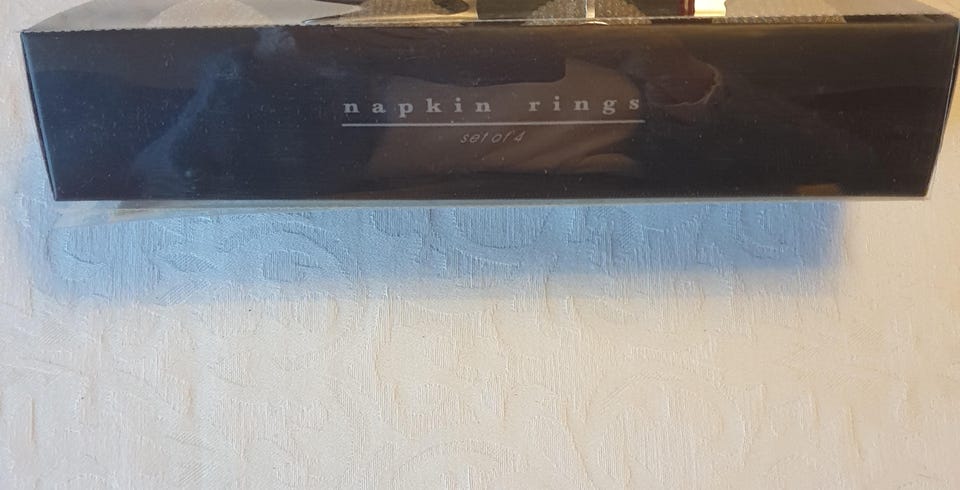 napkin rings
set of 4